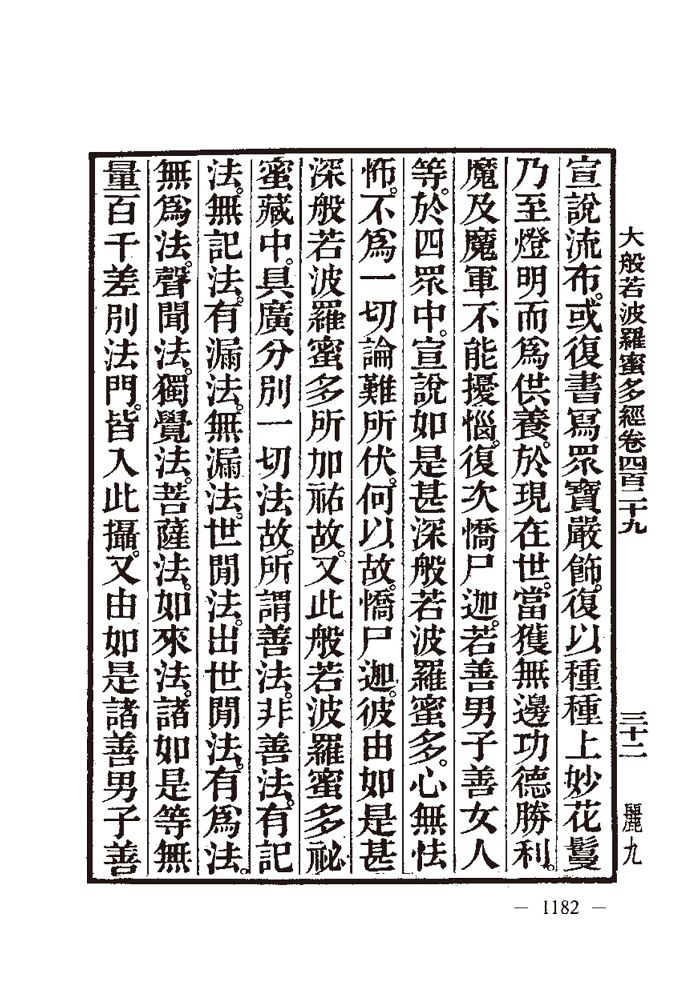 大般若波羅蜜多經卷四百二十九
三十二
麗九
宣說流布。或復書寫眾寶嚴飾。復以種種上妙花鬘
乃至燈明而爲供養。於現在世。當獲無邊功德勝利。
魔及魔軍不能擾惱。復次憍尸迦。若善男子善女人
等。於四眾中。宣說如是甚深般若波羅蜜多。心無怯
怖。不爲一切論難所伏。何以故。憍尸迦。彼由如是甚
深般若波羅蜜多所加祐故。又此般若波羅蜜多祕
蜜藏中。具廣分別一切法故。所謂善法。非善法。有記
法。無記法。有漏法。無漏法。世閒法。出世閒法。有爲法。
無爲法。聲聞法。獨覺法。菩薩法。如來法。諸如是等無
量百千差別法門。皆入此攝。又由如是諸善男子善
— 1182 —